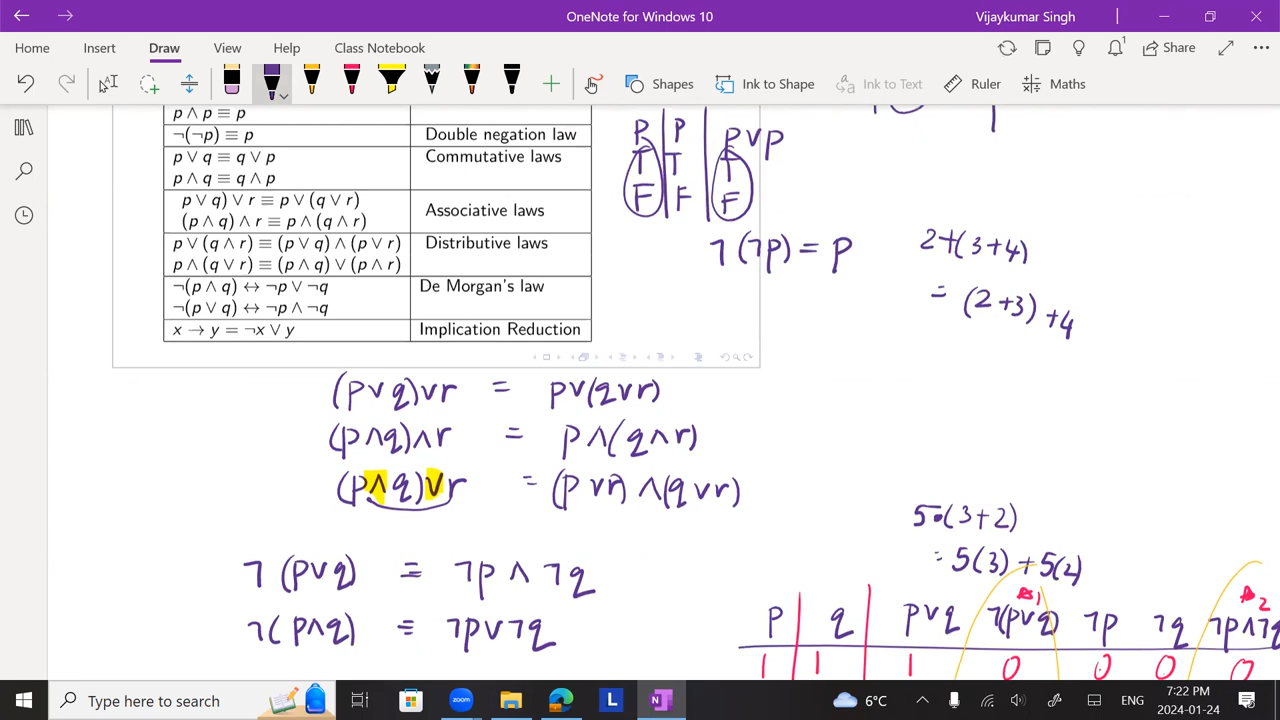 OneNote for Windows 10
Vijaykumar Singh
Home Insert Draw View Help Class Notebook
Share
Shapes Ink to Shape Ink to Text Ruler Maths
p ∧ p ≡ p
¬(¬p) ≡ p Double negation law
p ∨ q ≡ q ∨ p Commutative laws
p ∧ q ≡ q ∧ p
p ∨ q) ∨ r ≡ p ∨ (q ∨ r) Associative laws
(p ∧ q) ∧ r ≡ p ∧ (q ∧ r)
p ∨ (q ∧ r) ≡ (p ∨ q) ∧ (p ∨ r) Distributive laws
p ∧ (q ∨ r) ≡ (p ∧ q) ∨ (p ∧ r)
¬(p ∧ q) ↔ ¬p ∨ ¬q De Morgan's law
¬(p ∨ q) ↔ ¬p ∧ ¬q
x → y = ¬x ∨ y Implication Reduction
P P P∨P
T T T
F F F
¬(¬p) = p
2+(3+4)
= (2+3)+4
(p∨q)∨r = p∨(q∨r)
(p∧q)∧r = p∧(q∧r)
(p∧q)∨r = (p∨r)∧(q∨r)
¬(p∨q) ≡ ¬p∧¬q
¬(p∧q) ≡ ¬p∨¬q
5•(3+2)
= 5(3)+5(2)
1 2
P q p∨q ¬(p∨q) ¬p ¬q ¬p∧¬q
1 1 1 0 0 0 0
Type here to search
zoom
L
N
6°C
ENG
7:22 PM
2024-01-24